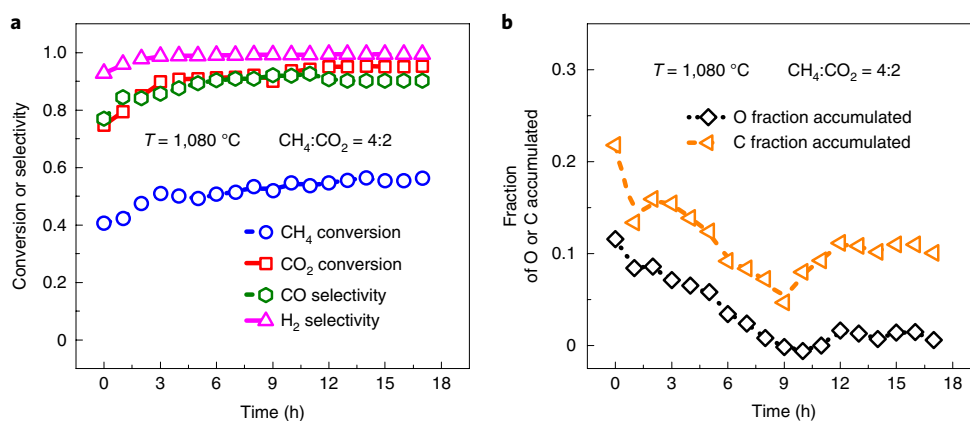 a
Conversion or selectivity
1.0
0.8
0.6
0.4
0.2
0
T = 1,080 °C CH₄:CO₂ = 4:2
CH₄ conversion
CO₂ conversion
CO selectivity
H₂ selectivity
0 3 6 9 12 15 18
Time (h)
b
Fraction
of O or C accumulated
0.3
0.2
0.1
0
T = 1,080 °C CH₄:CO₂ = 4:2
O fraction accumulated
C fraction accumulated
0 3 6 9 12 15 18
Time (h)